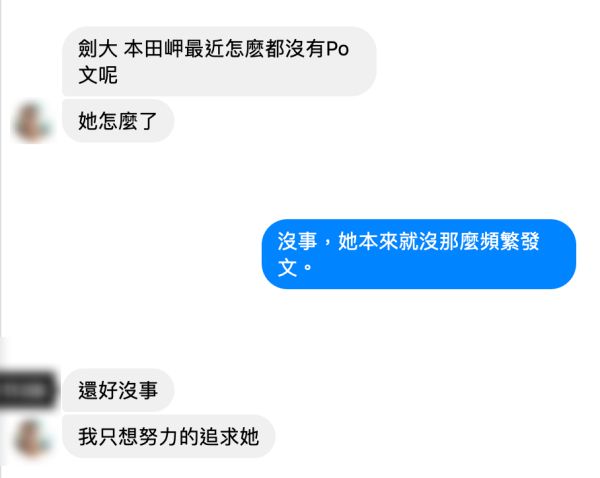 劍大 本田岬最近怎麽都沒有Po
文呢
她怎麼了
沒事，她本來就沒那麼頻繁發
文。
還好沒事
我只想努力的追求她